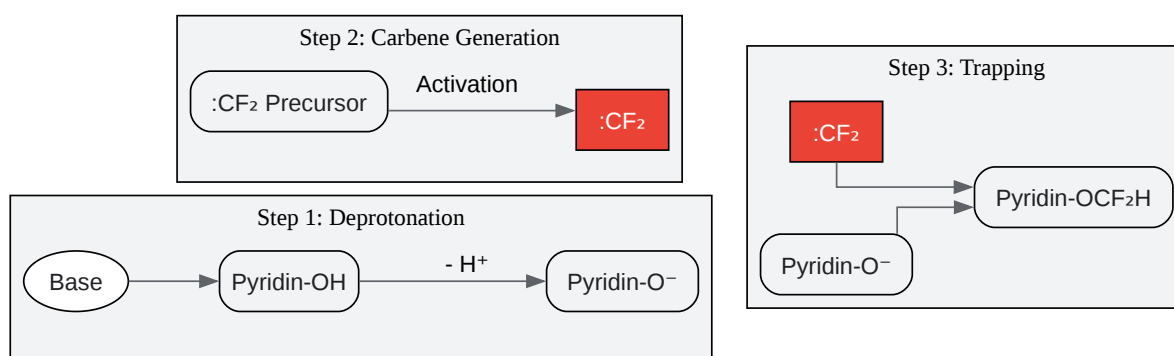 Step 2: Carbene Generation
:CF₂ Precursor
Activation
:CF₂
Step 1: Deprotonation
Base
Pyridin-OH
- H⁺
Pyridin-O⁻
Step 3: Trapping
:CF₂
Pyridin-O⁻
Pyridin-OCF₂H